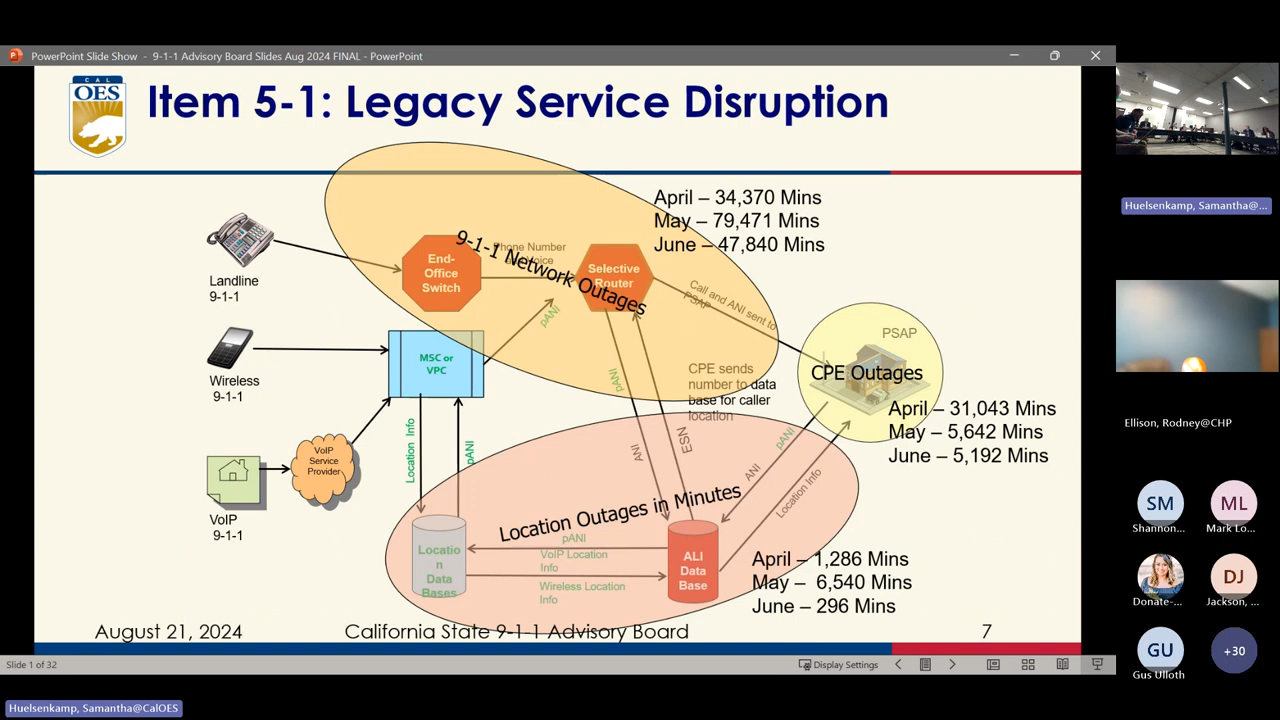 PowerPoint Slide Show - 9-1-1 Advisory Board Slides Aug 2024 FINAL - PowerPoint
CAL
OES
Item 5-1: Legacy Service Disruption
April – 34,370 Mins
May – 79,471 Mins
June – 47,840 Mins
Landline
9-1-1
End-
Office
Switch
Phone Number
and Voice
9-1-1 Network Outages
Selective
Router
Call and ANI sent to
PSAP
pANI
PSAP
CPE Outages
April – 31,043 Mins
May – 5,642 Mins
June – 5,192 Mins
Wireless
9-1-1
MSC or
VPC
CPE sends
number to data
base for caller
location
pANI
ANI
ESN
pANI
ANI
Location Info
VoIP
Service
Provider
VoIP
9-1-1
Location Info
pANI
Location Outages in Minutes
Locatio
n
Data
Bases
pANI
VoIP Location
Info
Wireless Location
Info
ALI
Data
Base
April – 1,286 Mins
May – 6,540 Mins
June – 296 Mins
August 21, 2024
California State 9-1-1 Advisory Board
7
Slide 1 of 32
Display Settings
Huelsenkamp, Samantha@CalOES
Huelsenkamp, Samantha@...
Ellison, Rodney@CHP
SM
Shannon...
ML
Mark Lo...
Donate-...
DJ
Jackson, ...
GU
Gus Ulloth
+30